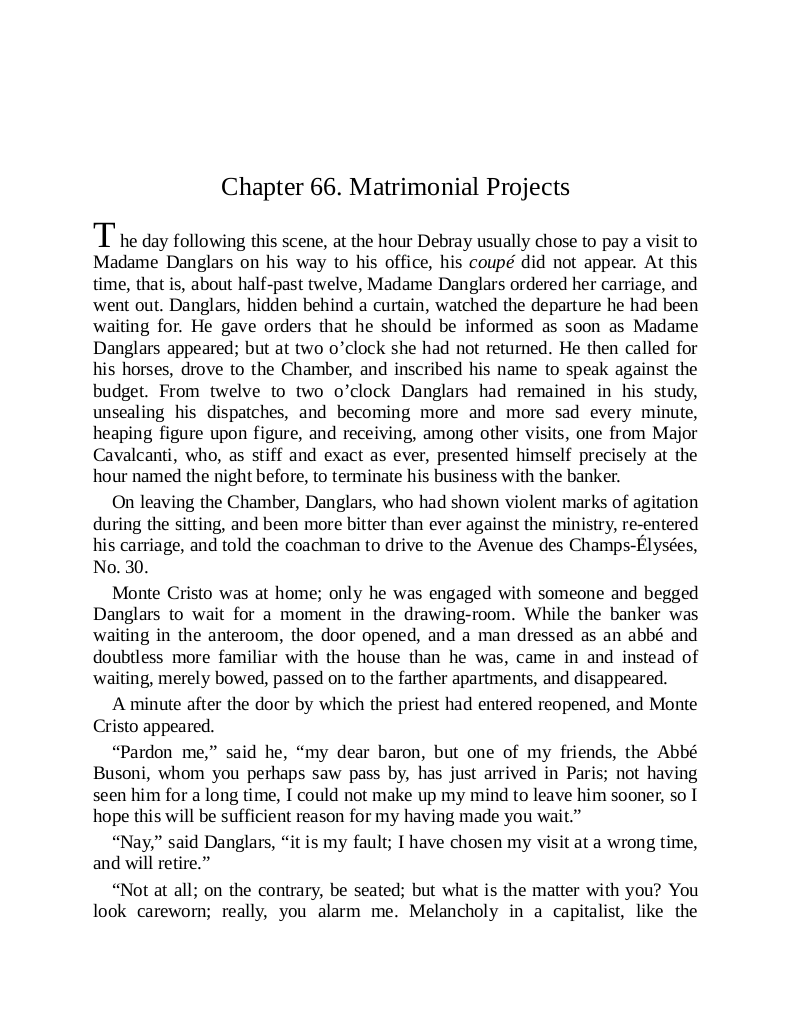 Chapter 66. Matrimonial Projects
The day following this scene, at the hour Debray usually chose to pay a visit to
Madame Danglars on his way to his office, his coupé did not appear. At this
time, that is, about half-past twelve, Madame Danglars ordered her carriage, and
went out. Danglars, hidden behind a curtain, watched the departure he had been
waiting for. He gave orders that he should be informed as soon as Madame
Danglars appeared; but at two o’clock she had not returned. He then called for
his horses, drove to the Chamber, and inscribed his name to speak against the
budget. From twelve to two o’clock Danglars had remained in his study,
unsealing his dispatches, and becoming more and more sad every minute,
heaping figure upon figure, and receiving, among other visits, one from Major
Cavalcanti, who, as stiff and exact as ever, presented himself precisely at the
hour named the night before, to terminate his business with the banker.
On leaving the Chamber, Danglars, who had shown violent marks of agitation
during the sitting, and been more bitter than ever against the ministry, re-entered
his carriage, and told the coachman to drive to the Avenue des Champs-Élysées,
No. 30.
Monte Cristo was at home; only he was engaged with someone and begged
Danglars to wait for a moment in the drawing-room. While the banker was
waiting in the anteroom, the door opened, and a man dressed as an abbé and
doubtless more familiar with the house than he was, came in and instead of
waiting, merely bowed, passed on to the farther apartments, and disappeared.
A minute after the door by which the priest had entered reopened, and Monte
Cristo appeared.
“Pardon me,” said he, “my dear baron, but one of my friends, the Abbé
Busoni, whom you perhaps saw pass by, has just arrived in Paris; not having
seen him for a long time, I could not make up my mind to leave him sooner, so I
hope this will be sufficient reason for my having made you wait.”
“Nay,” said Danglars, “it is my fault; I have chosen my visit at a wrong time,
and will retire.”
“Not at all; on the contrary, be seated; but what is the matter with you? You
look careworn; really, you alarm me. Melancholy in a capitalist, like the